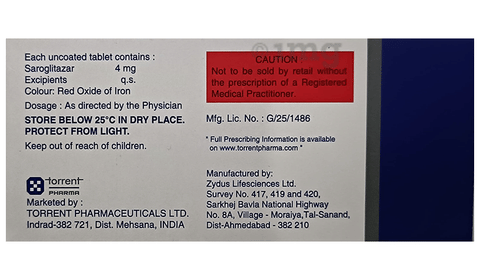 Each uncoated tablet contains :
Saroglitazar 4 mg
Excipients q.s.
Colour: Red Oxide of Iron
Dosage : As directed by the Physician
STORE BELOW 25°C IN DRY PLACE.
PROTECT FROM LIGHT.
Keep out of reach of children.
torrent
PHARMA
Marketed by :
TORRENT PHARMACEUTICALS LTD.
Indrad-382 721, Dist. Mehsana, INDIA
1mg
CAUTION
Not to be sold by retail without
the prescription of a Registered
Medical Practitioner.
Mfg. Lic. No. : G/25/1486
* Full Prescribing Information is available
on www.torrentpharma.com *
Manufactured by:
Zydus Lifesciences Ltd.
Survey No. 417, 419 and 420,
Sarkhej Bavla National Highway
No. 8A, Village - Moraiya,Tal-Sanand,
Dist-Ahmedabad - 382 210